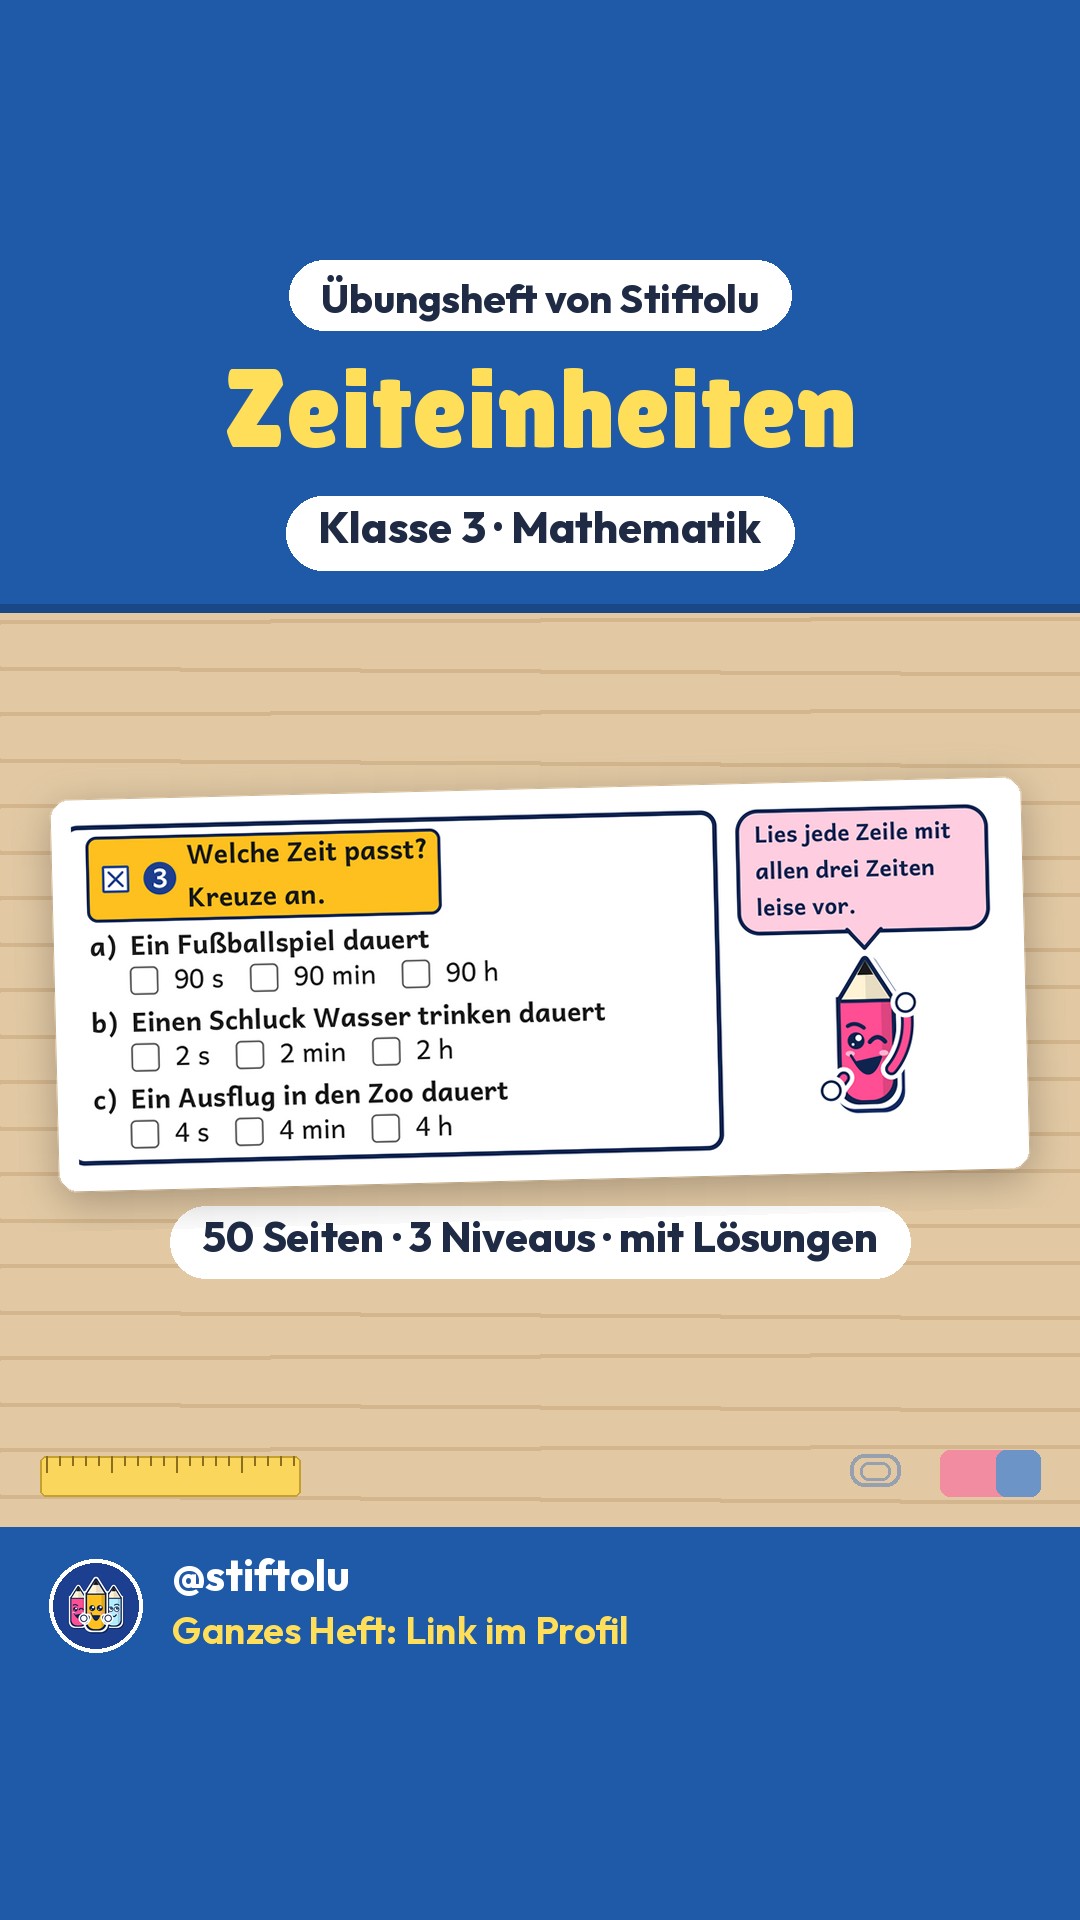 Übungsheft von Stiftolu
Zeiteinheiten
Klasse 3 · Mathematik
3 Welche Zeit passt?
Kreuze an.
a) Ein Fußballspiel dauert
90 s 90 min 90 h
b) Einen Schluck Wasser trinken dauert
2 s 2 min 2 h
c) Ein Ausflug in den Zoo dauert
4 s 4 min 4 h
Lies jede Zeile mit
allen drei Zeiten
leise vor.
50 Seiten · 3 Niveaus · mit Lösungen
@stiftolu
Ganzes Heft: Link im Profil